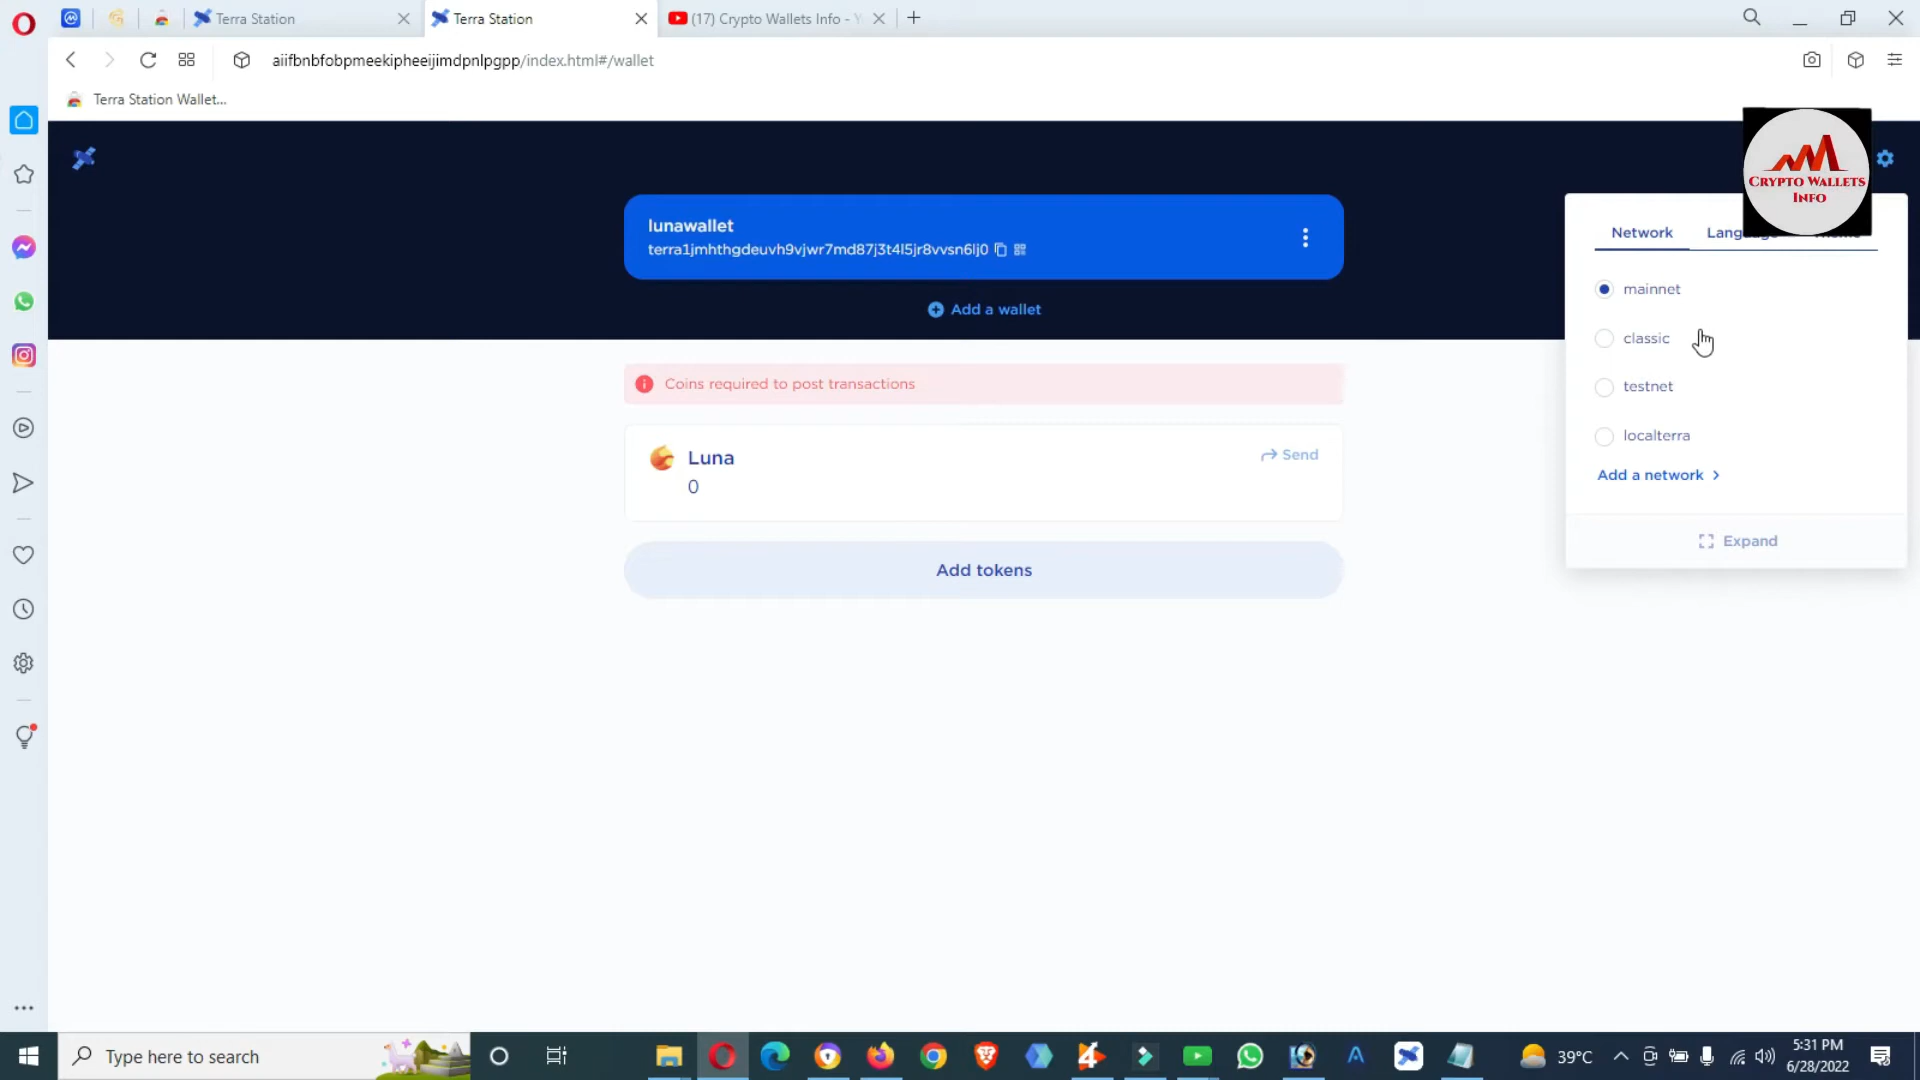 Terra Station
Terra Station
(17) Crypto Wallets Info - Y
aiifbnbfobpmeekipheeijimdpnlpgpp/index.html#/wallet
Terra Station Wallet...
CRYPTO WALLETS
INFO
lunawallet
terra1jmhthgdeuvh9vjwr7md87j3t4l5jr8vvsn6lj0
Add a wallet
Network
Language
mainnet
classic
testnet
localterra
Add a network
Expand
Coins required to post transactions
Luna
0
Send
Add tokens
Type here to search
39°C
5:31 PM
6/28/2022